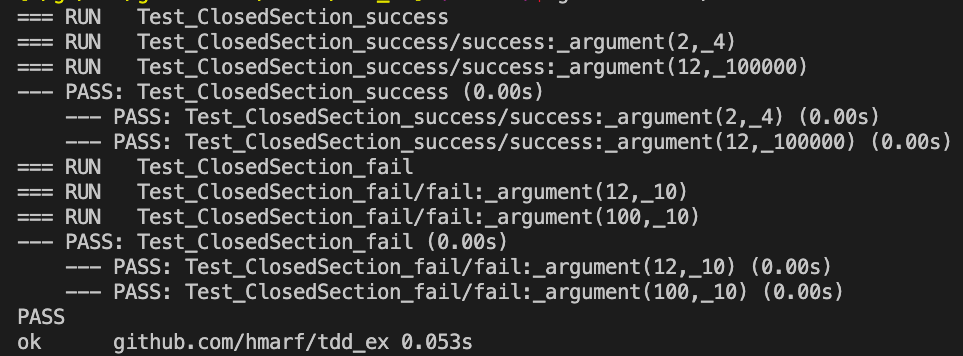 === RUN   Test_ClosedSection_success
=== RUN   Test_ClosedSection_success/success:_argument(2,_4)
=== RUN   Test_ClosedSection_success/success:_argument(12,_100000)
--- PASS: Test_ClosedSection_success (0.00s)
    --- PASS: Test_ClosedSection_success/success:_argument(2,_4) (0.00s)
    --- PASS: Test_ClosedSection_success/success:_argument(12,_100000) (0.00s)
=== RUN   Test_ClosedSection_fail
=== RUN   Test_ClosedSection_fail/fail:_argument(12,_10)
=== RUN   Test_ClosedSection_fail/fail:_argument(100,_10)
--- PASS: Test_ClosedSection_fail (0.00s)
    --- PASS: Test_ClosedSection_fail/fail:_argument(12,_10) (0.00s)
    --- PASS: Test_ClosedSection_fail/fail:_argument(100,_10) (0.00s)
PASS
ok      github.com/hmarf/tdd_ex 0.053s